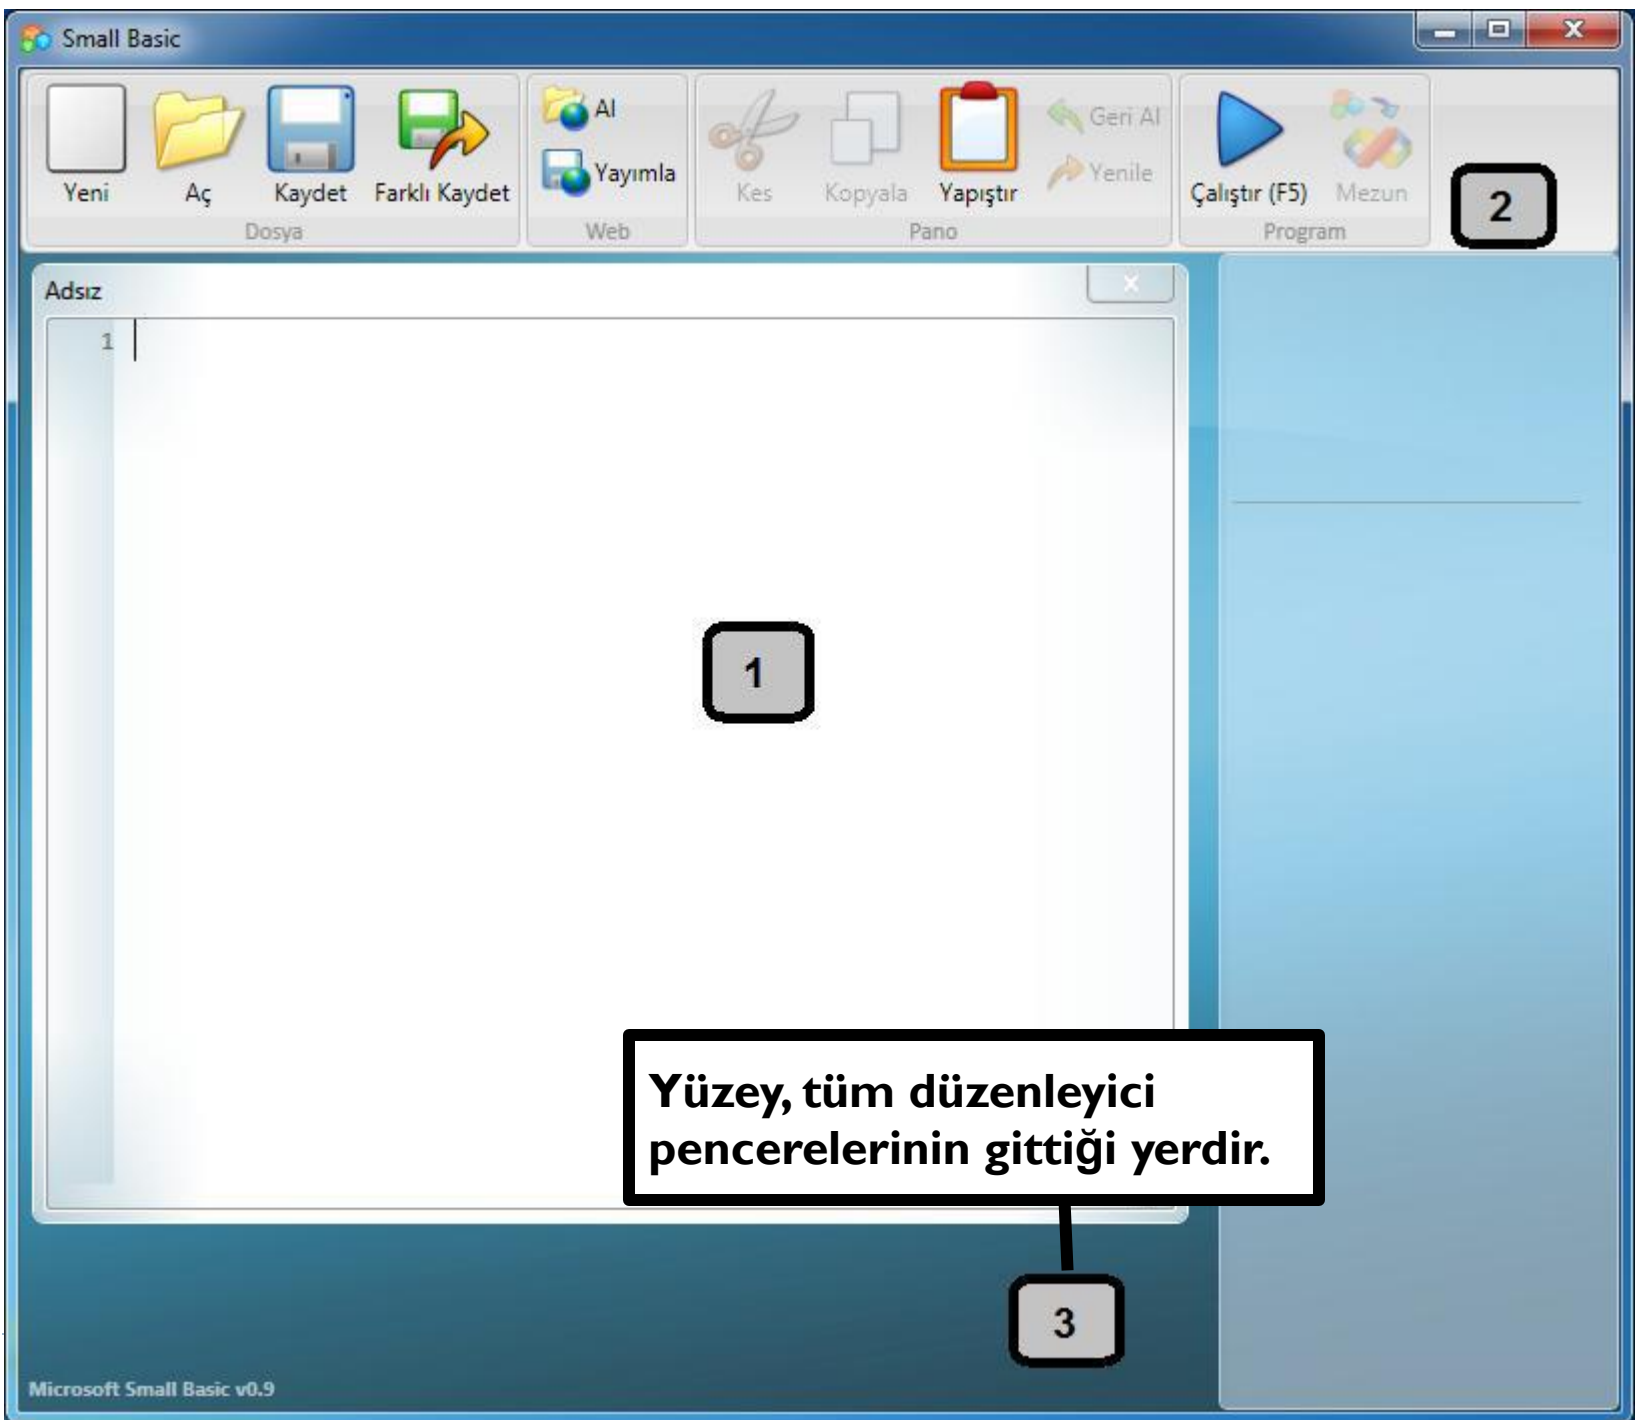 Small Basic
Yeni
Aç
Kaydet
Farklı Kaydet
Dosya
Al
Yayımla
Web
Kes
Kopyala
Yapıştır
Geri Al
Yenile
Pano
Çalıştır (F5)
Mezun
Program
2
Adsız
1
1
Yüzey, tüm düzenleyici
pencerelerinin gittiği yerdir.
3
Microsoft Small Basic v0.9